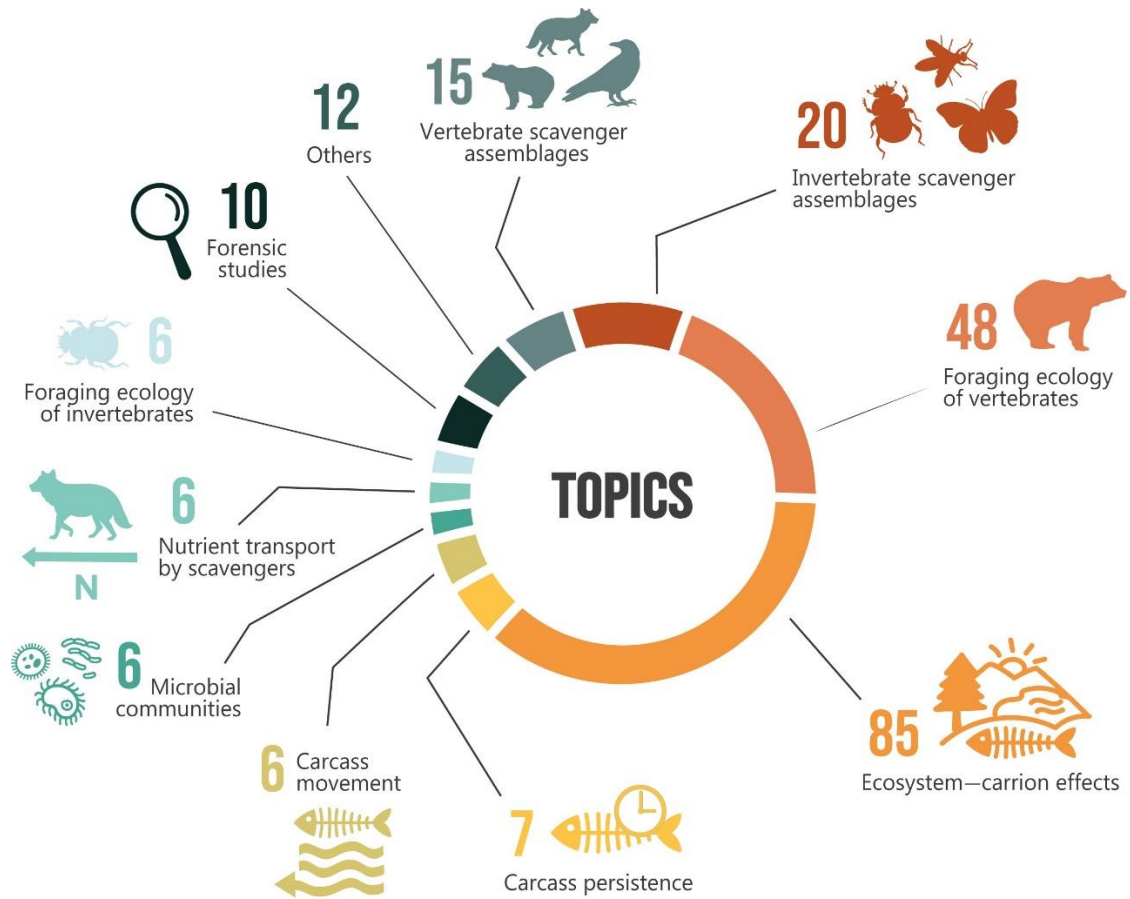 15
Vertebrate scavenger
assemblages
20
Invertebrate scavenger
assemblages
12
Others
10
Forensic
studies
48
Foraging ecology
of vertebrates
6
Foraging ecology
of invertebrates
TOPICS
6
Nutrient transport
by scavengers
N
6
Microbial
communities
85
Ecosystem—carrion effects
6
Carcass
movement
7
Carcass persistence